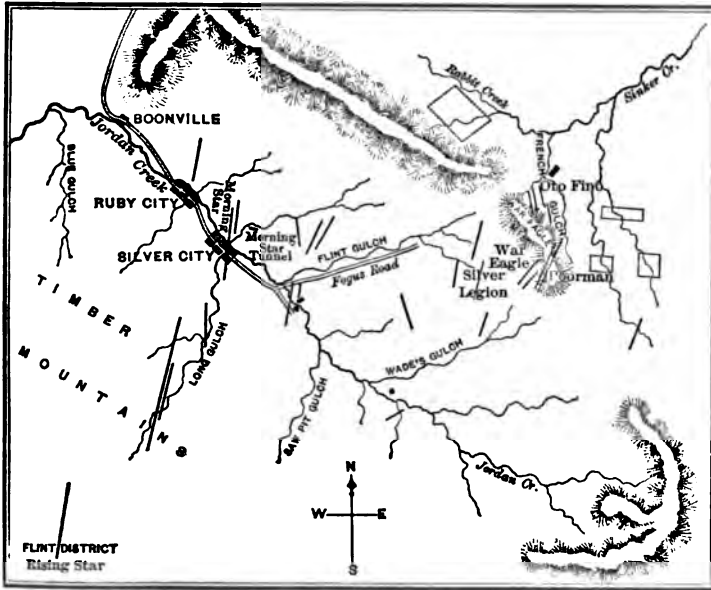 Rabbit Creek
Sinker Cr.
BOONVILLE
Jordan Creek
BLUE GULCH
FRENCH
GULCH
Oto Fino
RUBY CITY
Morning
Star
SILVER CITY
Morning
Star
Tunnel
FLINT GULCH
Fogus Road
War
Eagle
Poorman
Silver
Legion
TIMBER
MOUNTAINS
LONG GULCH
WADE'S GULCH
SAW PIT GULCH
Jordan Cr.
N
W E
S
FLINT DISTRICT
Rising Star